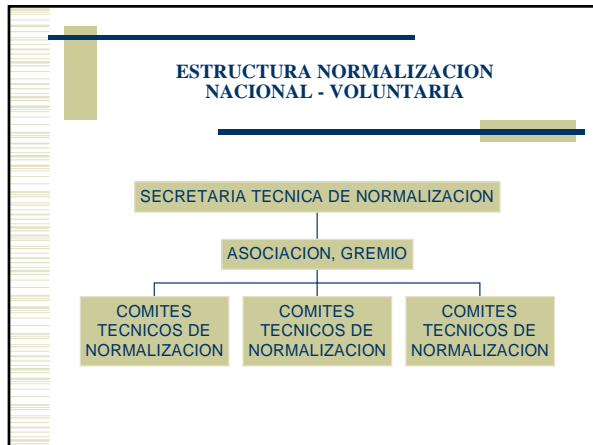 ESTRUCTURA NORMALIZACION
NACIONAL - VOLUNTARIA
SECRETARIA TECNICA DE NORMALIZACION
ASOCIACION, GREMIO
COMITES
TECNICOS DE
NORMALIZACION
COMITES
TECNICOS DE
NORMALIZACION
COMITES
TECNICOS DE
NORMALIZACION